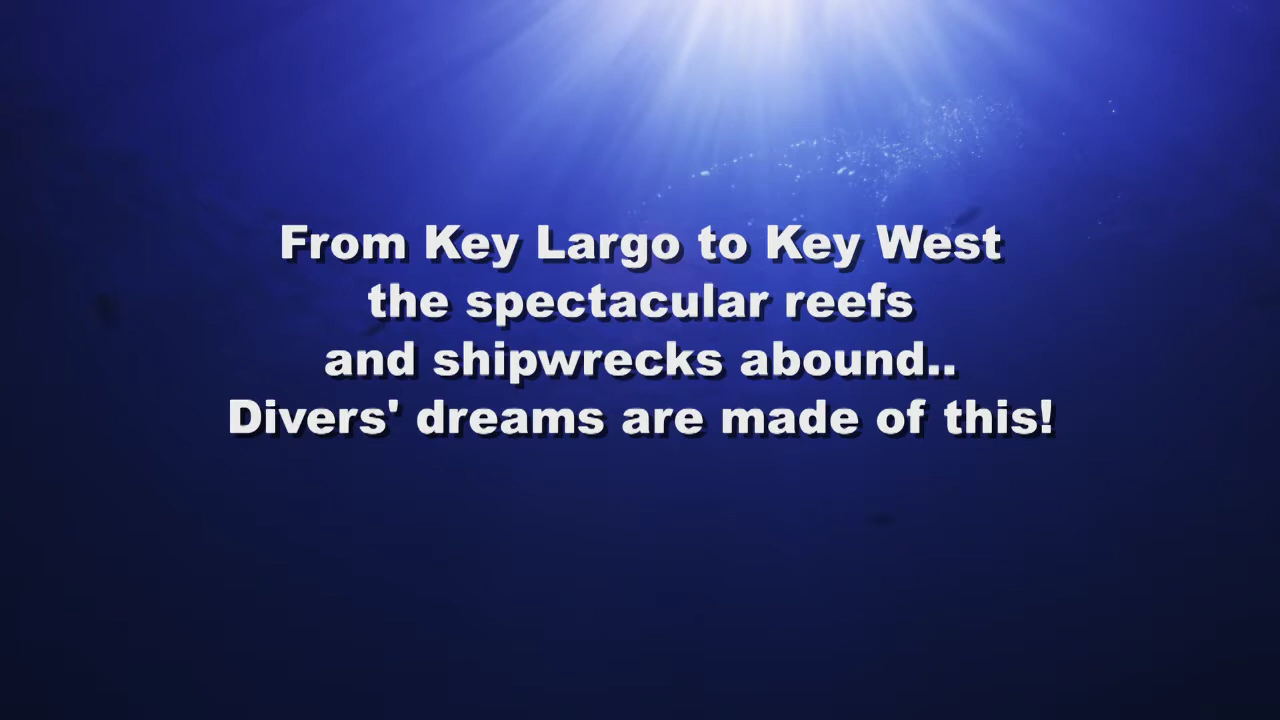 From Key Largo to Key West
the spectacular reefs
and shipwrecks abound..
Divers' dreams are made of this!